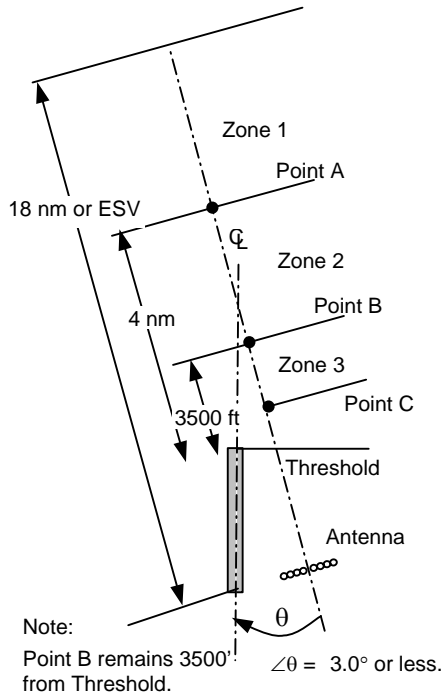 Zone 1
Point A
18 nm or ESV
℄
Zone 2
4 nm
Point B
Zone 3
3500 ft
Point C
Threshold
Antenna
θ
Note:
Point B remains 3500'
from Threshold.
∠θ = 3.0° or less.